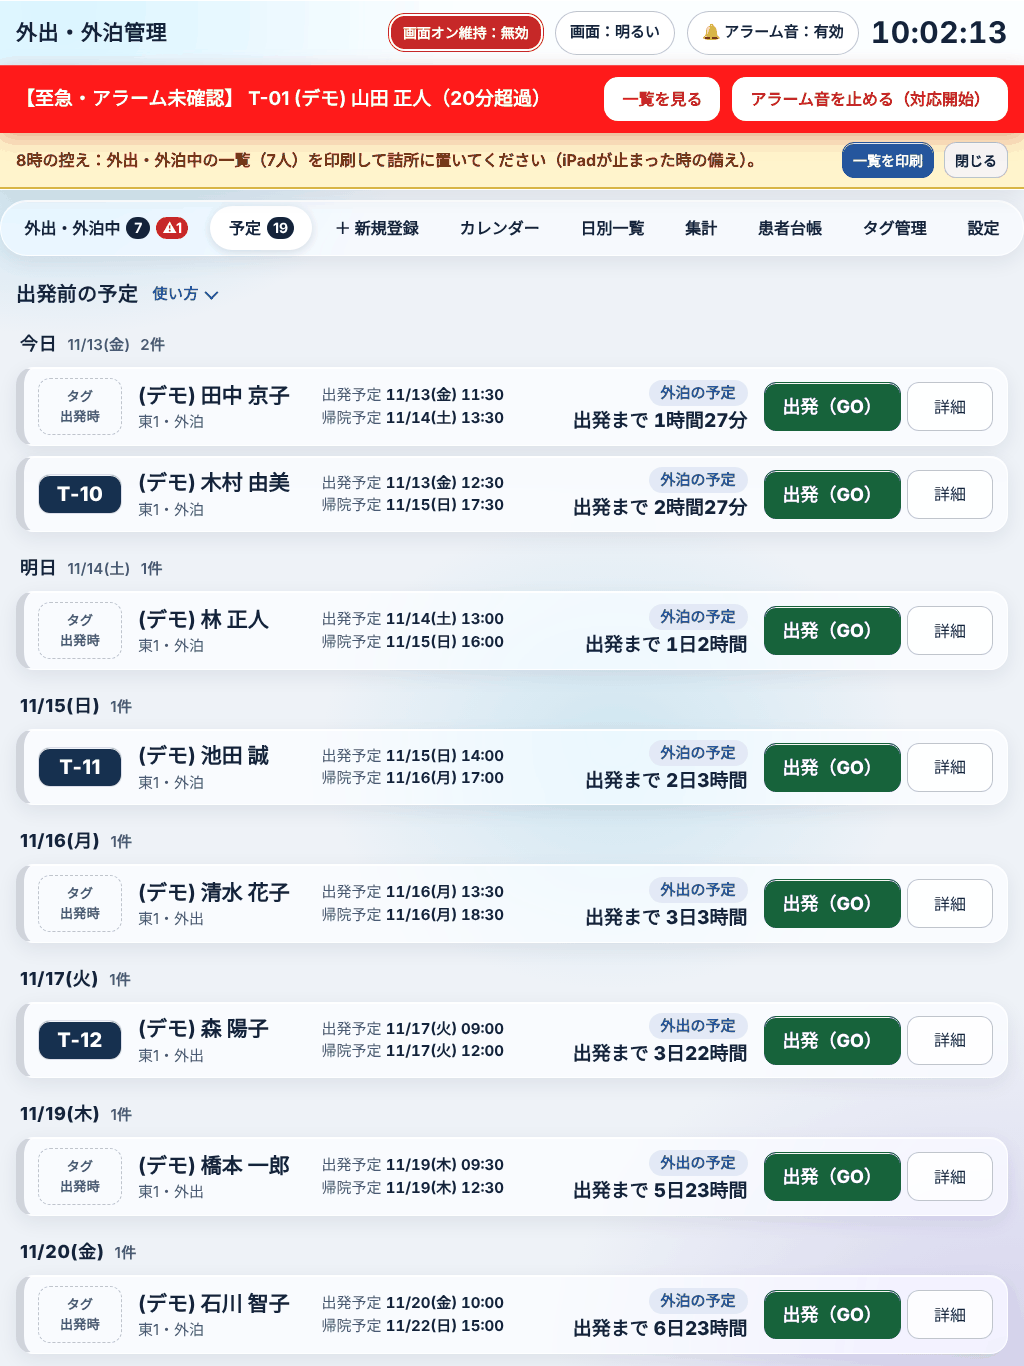 外出・外泊管理
画面オン維持：無効
画面：明るい
🔔 アラーム音：有効
10:02:13
【至急・アラーム未確認】 T-01 (デモ) 山田 正人（20分超過）
一覧を見る
アラーム音を止める（対応開始）
8時の控え：外出・外泊中の一覧（7人）を印刷して詰所に置いてください（iPadが止まった時の備え）。
一覧を印刷
閉じる
外出・外泊中 7 ⚠1
予定 19
＋ 新規登録
カレンダー
日別一覧
集計
患者台帳
タグ管理
設定
出発前の予定 使い方
今日 11/13(金) 2件
タグ
出発時
(デモ) 田中 京子
東1・外泊
出発予定 11/13(金) 11:30
帰院予定 11/14(土) 13:30
外泊の予定
出発まで 1時間27分
出発（GO）
詳細
T-10
(デモ) 木村 由美
東1・外泊
出発予定 11/13(金) 12:30
帰院予定 11/15(日) 17:30
外泊の予定
出発まで 2時間27分
出発（GO）
詳細
明日 11/14(土) 1件
タグ
出発時
(デモ) 林 正人
東1・外泊
出発予定 11/14(土) 13:00
帰院予定 11/15(日) 16:00
外泊の予定
出発まで 1日2時間
出発（GO）
詳細
11/15(日) 1件
T-11
(デモ) 池田 誠
東1・外泊
出発予定 11/15(日) 14:00
帰院予定 11/16(月) 17:00
外泊の予定
出発まで 2日3時間
出発（GO）
詳細
11/16(月) 1件
タグ
出発時
(デモ) 清水 花子
東1・外出
出発予定 11/16(月) 13:30
帰院予定 11/16(月) 18:30
外出の予定
出発まで 3日3時間
出発（GO）
詳細
11/17(火) 1件
T-12
(デモ) 森 陽子
東1・外出
出発予定 11/17(火) 09:00
帰院予定 11/17(火) 12:00
外出の予定
出発まで 3日22時間
出発（GO）
詳細
11/19(木) 1件
タグ
出発時
(デモ) 橋本 一郎
東1・外出
出発予定 11/19(木) 09:30
帰院予定 11/19(木) 12:30
外出の予定
出発まで 5日23時間
出発（GO）
詳細
11/20(金) 1件
タグ
出発時
(デモ) 石川 智子
東1・外泊
出発予定 11/20(金) 10:00
帰院予定 11/22(日) 15:00
外泊の予定
出発まで 6日23時間
出発（GO）
詳細